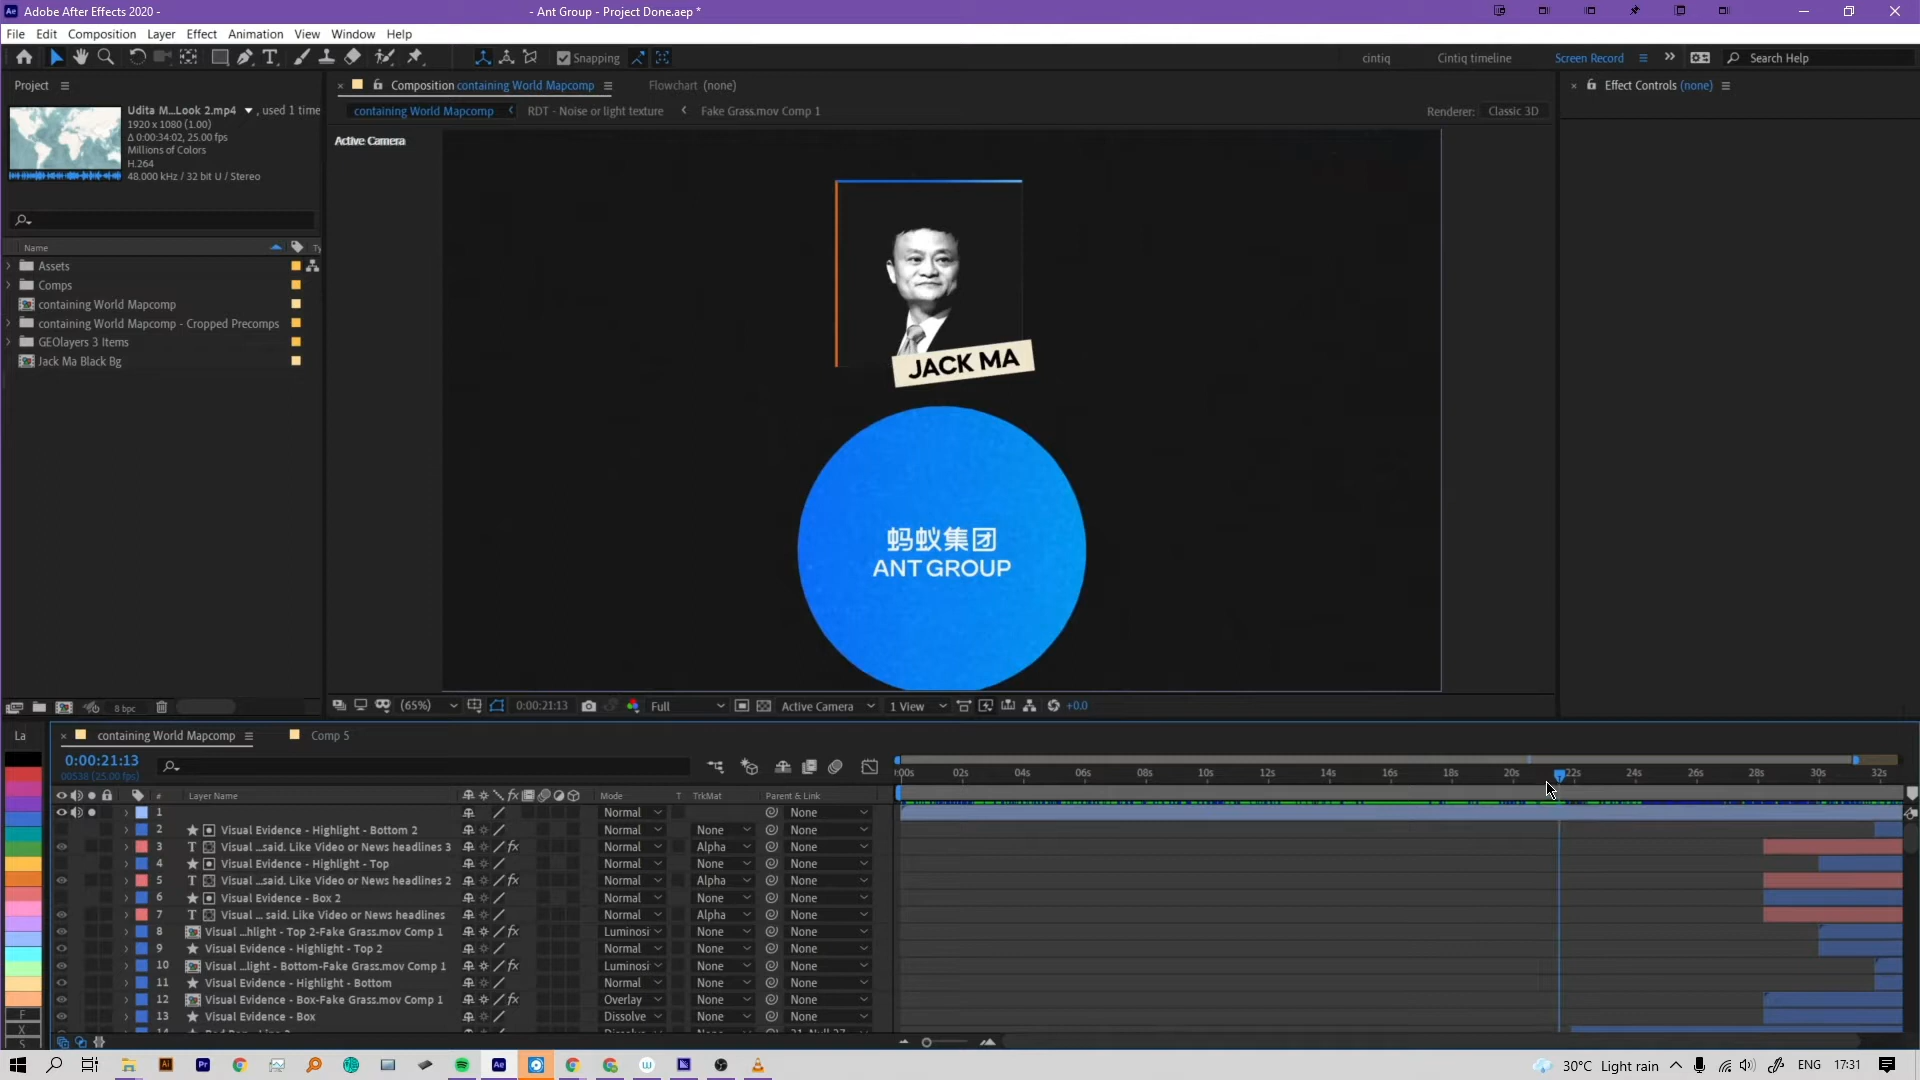 Adobe After Effects 2020 -
- Ant Group - Project Done.aep *
File Edit Composition Layer Effect Animation View Window Help
Snapping
cintiq
Cintiq timeline
Screen Record
Search Help
Project
Composition containing World Mapcomp
Flowchart (none)
Effect Controls (none)
Udita M...Look 2.mp4 , used 1 time
1920 x 1080 (1.00)
Δ 0:00:34:02, 25.00 fps
Millions of Colors
H.264
48.000 kHz / 32 bit U / Stereo
containing World Mapcomp
RDT - Noise or light texture
Fake Grass.mov Comp 1
Renderer: Classic 3D
Active Camera
Name
Ty
Assets
Comps
containing World Mapcomp
containing World Mapcomp - Cropped Precomps
GEOlayers 3 Items
Jack Ma Black Bg
JACK MA
蚂蚁集团
ANT GROUP
8 bpc
(65%)
0:00:21:13
Full
Active Camera
1 View
+0.0
La
containing World Mapcomp
Comp 5
0:00:21:13
00538 (25.00 fps)
:00s 02s 04s 06s 08s 10s 12s 14s 16s 18s 20s 22s 24s 26s 28s 30s 32s
# Layer Name Mode T TrkMat Parent & Link
1 Normal None
2 Visual Evidence - Highlight - Bottom 2 Normal None None
3 T Visual ...said. Like Video or News headlines 3 Normal Alpha None
4 Visual Evidence - Highlight - Top Normal None None
5 T Visual ...said. Like Video or News headlines 2 Normal Alpha None
6 Visual Evidence - Box 2 Normal None None
7 T Visual ... said. Like Video or News headlines Normal Alpha None
8 Visual ...hlight - Top 2-Fake Grass.mov Comp 1 Luminosi None None
9 Visual Evidence - Highlight - Top 2 Normal None None
10 Visual ...light - Bottom-Fake Grass.mov Comp 1 Luminosi None None
11 Visual Evidence - Highlight - Bottom Normal None None
12 Visual Evidence - Box-Fake Grass.mov Comp 1 Overlay None None
13 Visual Evidence - Box Dissolve None None
F
X
S
30°C Light rain
ENG
17:31